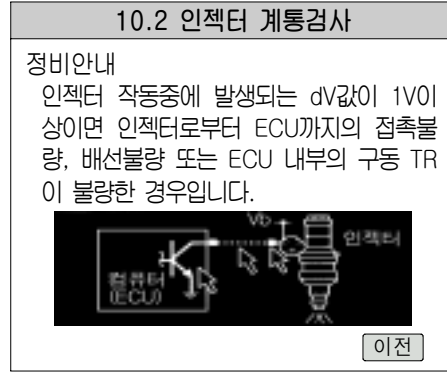 10.2 인젝터 계통검사
정비안내
인젝터 작동중에 발생되는 dV값이 1V이
상이면 인젝터로부터 ECU까지의 접촉불
량, 배선불량 또는 ECU 내부의 구동 TR
이 불량한 경우입니다.
Vb
인젝터
컴퓨터
(ECU)
이전